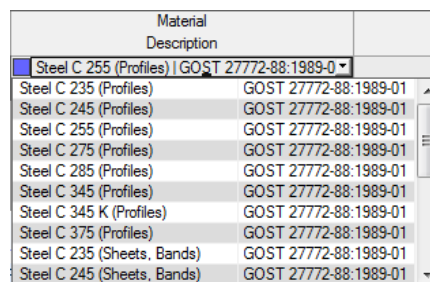 Material
Description
Steel C 255 (Profiles) | GOST 27772-88:1989-0
Steel C 235 (Profiles) GOST 27772-88:1989-01
Steel C 245 (Profiles) GOST 27772-88:1989-01
Steel C 255 (Profiles) GOST 27772-88:1989-01
Steel C 275 (Profiles) GOST 27772-88:1989-01
Steel C 285 (Profiles) GOST 27772-88:1989-01
Steel C 345 (Profiles) GOST 27772-88:1989-01
Steel C 345 K (Profiles) GOST 27772-88:1989-01
Steel C 375 (Profiles) GOST 27772-88:1989-01
Steel C 235 (Sheets, Bands) GOST 27772-88:1989-01
Steel C 245 (Sheets, Bands) GOST 27772-88:1989-01